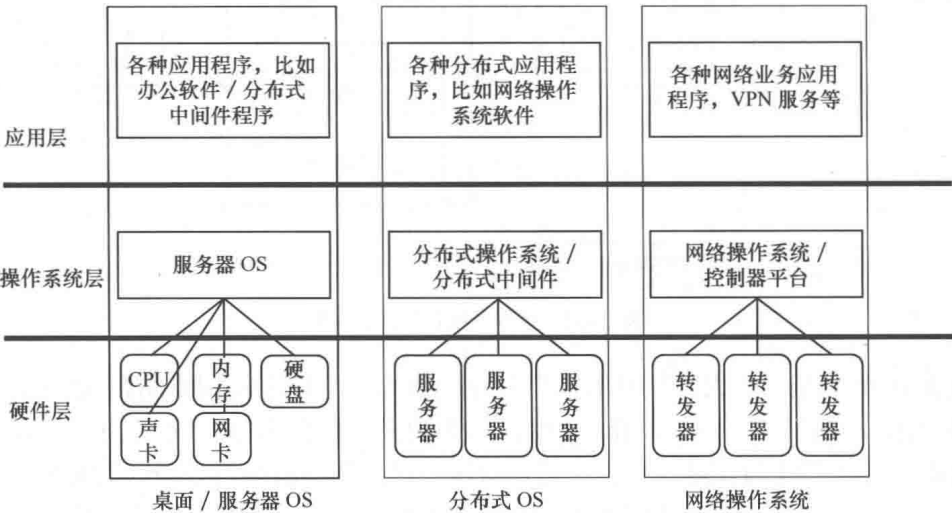 各种应用程序，比如
办公软件 / 分布式
中间件程序
各种分布式应用程
序，比如网络操作
系统软件
各种网络业务应用
程序，VPN 服务等
应用层
服务器 OS
分布式操作系统 /
分布式中间件
网络操作系统 /
控制器平台
操作系统层
CPU
内存
硬盘
声卡
网卡
服务器
服务器
服务器
转发器
转发器
转发器
硬件层
桌面 / 服务器 OS
分布式 OS
网络操作系统